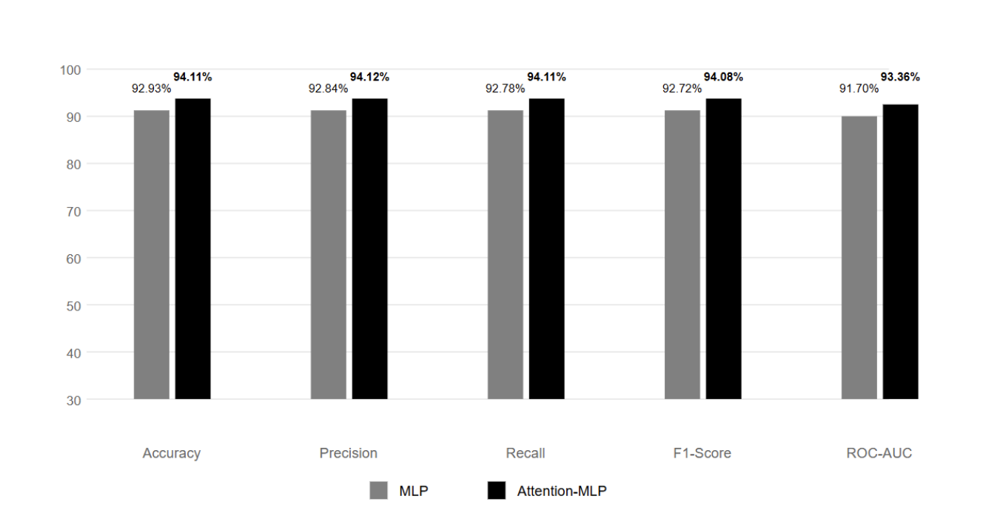 100
94.11% 94.12% 94.11% 94.08% 93.36%
92.93% 92.84% 92.78% 92.72% 91.70%
90
80
70
60
50
40
30
Accuracy Precision Recall F1-Score ROC-AUC
MLP Attention-MLP